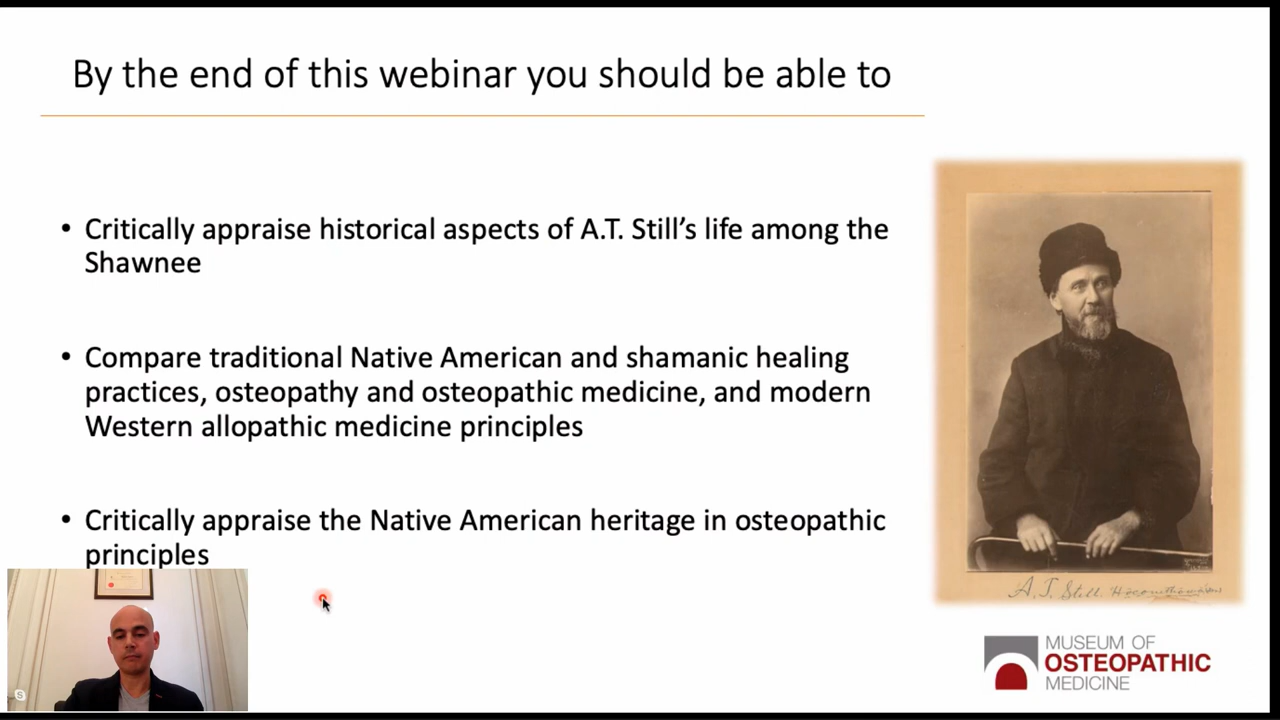 By the end of this webinar you should be able to
• Critically appraise historical aspects of A.T. Still’s life among the
Shawnee
• Compare traditional Native American and shamanic healing
practices, osteopathy and osteopathic medicine, and modern
Western allopathic medicine principles
• Critically appraise the Native American heritage in osteopathic
principles
A.T. Still.
MUSEUM OF
OSTEOPATHIC
MEDICINE